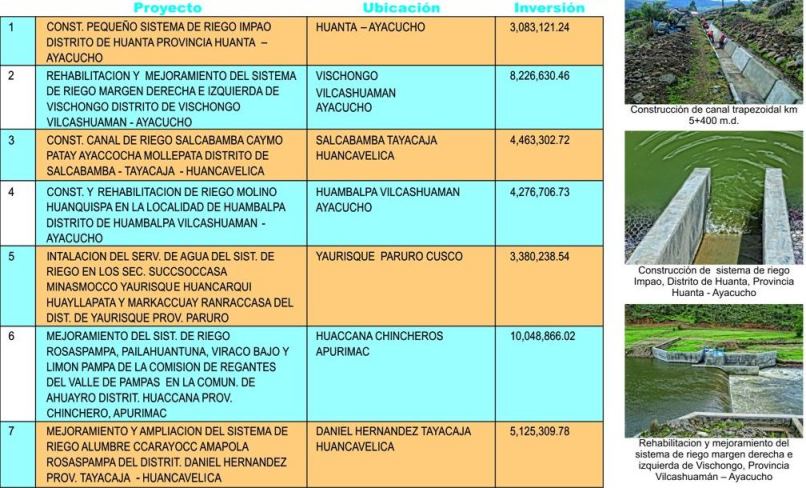 Proyecto Ubicación Inversión
1 CONST. PEQUEÑO SISTEMA DE RIEGO IMPAO HUANTA – AYACUCHO 3,083,121.24
DISTRITO DE HUANTA PROVINCIA HUANTA –
AYACUCHO
2 REHABILITACION Y MEJORAMIENTO DEL SISTEMA VISCHONGO 8,226,630.46
DE RIEGO MARGEN DERECHA E IZQUIERDA DE VILCASHUAMAN
VISCHONGO DISTRITO DE VISCHONGO AYACUCHO
VILCASHUAMAN - AYACUCHO
3 CONST. CANAL DE RIEGO SALCABAMBA CAYMO SALCABAMBA TAYACAJA 4,463,302.72
PATAY AYACCOCHA MOLLEPATA DISTRITO DE HUANCAVELICA
SALCABAMBA - TAYACAJA - HUANCAVELICA
4 CONST. Y REHABILITACION DE RIEGO MOLINO HUAMBALPA VILCASHUAMAN 4,276,706.73
HUANQUISPA EN LA LOCALIDAD DE HUAMBALPA AYACUCHO
DISTRITO DE HUAMBALPA VILCASHUAMAN -
AYACUCHO
5 INTALACION DEL SERV. DE AGUA DEL SIST. DE YAURISQUE PARURO CUSCO 3,380,238.54
RIEGO EN LOS SEC. SUCCSOCCASA
MINASMOCCO YAURISQUE HUANCARQUI
HUAYLLAPATA Y MARKACCUAY RANRACCASA DEL
DIST. DE YAURISQUE PROV. PARURO
6 MEJORAMIENTO DEL SIST. DE RIEGO HUACCANA CHINCHEROS 10,048,866.02
ROSASPAMPA, PAILAHUANTUNA, VIRACO BAJO Y APURIMAC
LIMON PAMPA DE LA COMISION DE REGANTES
DEL VALLE DE PAMPAS EN LA COMUN. DE
AHUAYRO DISTRIT. HUACCANA PROV.
CHINCHERO, APURIMAC
7 MEJORAMIENTO Y AMPLIACION DEL SISTEMA DE DANIEL HERNANDEZ TAYACAJA 5,125,309.78
RIEGO ALUMBRE CCARAYOCC AMAPOLA HUANCAVELICA
ROSASPAMPA DEL DISTRIT. DANIEL HERNANDEZ
PROV. TAYACAJA - HUANCAVELICA
Construcción de canal trapezoidal km
5+400 m.d.
Construcción de sistema de riego
Impao, Distrito de Huanta, Provincia
Huanta - Ayacucho
Rehabilitacion y mejoramiento del
sistema de riego margen derecha e
izquierda de Vischongo, Provincia
Vilcashuamán – Ayacucho